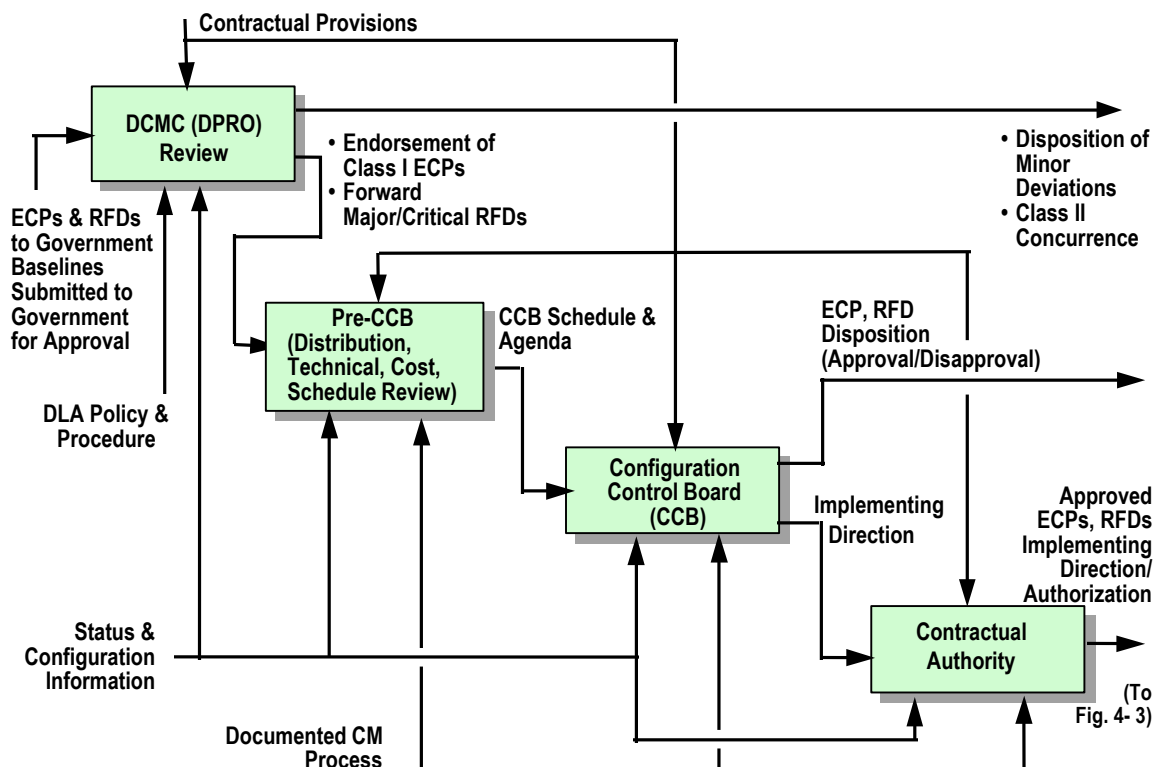 Contractual Provisions
DCMC (DPRO)
Review
• Endorsement of
Class I ECPs
• Forward
Major/Critical RFDs
• Disposition of
Minor
Deviations
• Class II
Concurrence
ECPs & RFDs
to Government
Baselines
Submitted to
Government
for Approval
DLA Policy &
Procedure
Pre-CCB
(Distribution,
Technical, Cost,
Schedule Review)
CCB Schedule &
Agenda
ECP, RFD
Disposition
(Approval/Disapproval)
Configuration
Control Board
(CCB)
Implementing
Direction
Approved
ECPs, RFDs
Implementing
Direction/
Authorization
Contractual
Authority
(To
Fig. 4- 3)
Status &
Configuration
Information
Documented CM
Process